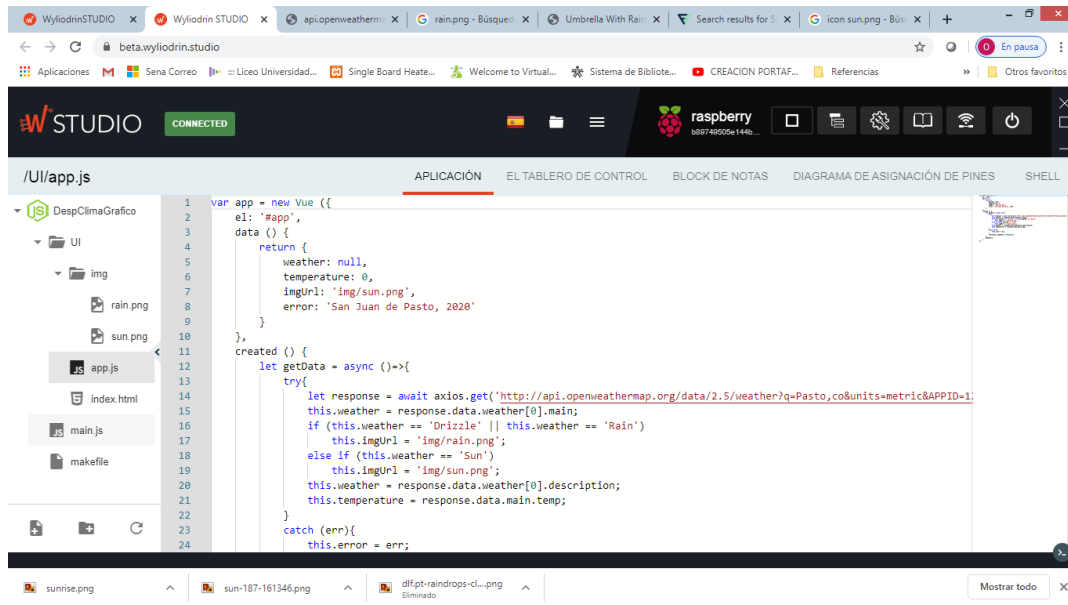 WyliodrinSTUDIO × Wyliodrin STUDIO × api.openweatherm × rain.png - Búsqued × Umbrella With Rain × Search results for S × icon sun.png - Bús × +
beta.wyliodrin.studio O En pausa
Aplicaciones Sena Correo ::: Liceo Universidad... Single Board Heate... Welcome to Virtual... Sistema de Bibliote... CREACION PORTAF... Referencias » Otros favoritos
W STUDIO CONNECTED raspberry
b89749505e144b...
/UI/app.js APLICACIÓN EL TABLERO DE CONTROL BLOCK DE NOTAS DIAGRAMA DE ASIGNACIÓN DE PINES SHELL
DespClimaGrafico
UI
img
rain.png
sun.png
app.js
index.html
main.js
makefile
1 var app = new Vue ({
2 el: '#app',
3 data () {
4 return {
5 weather: null,
6 temperature: 0,
7 imgUrl: 'img/sun.png',
8 error: 'San Juan de Pasto, 2020'
9 }
10 },
11 created () {
12 let getData = async ()=>{
13 try{
14 let response = await axios.get('http://api.openweathermap.org/data/2.5/weather?q=Pasto,co&units=metric&APPID=1
15 this.weather = response.data.weather[0].main;
16 if (this.weather == 'Drizzle' || this.weather == 'Rain')
17 this.imgUrl = 'img/rain.png';
18 else if (this.weather == 'Sun')
19 this.imgUrl = 'img/sun.png';
20 this.weather = response.data.weather[0].description;
21 this.temperature = response.data.main.temp;
22 }
23 catch (err){
24 this.error = err;
sunrise.png sun-187-161346.png dlf.pt-raindrops-cl....png Mostrar todo ×
Eliminado